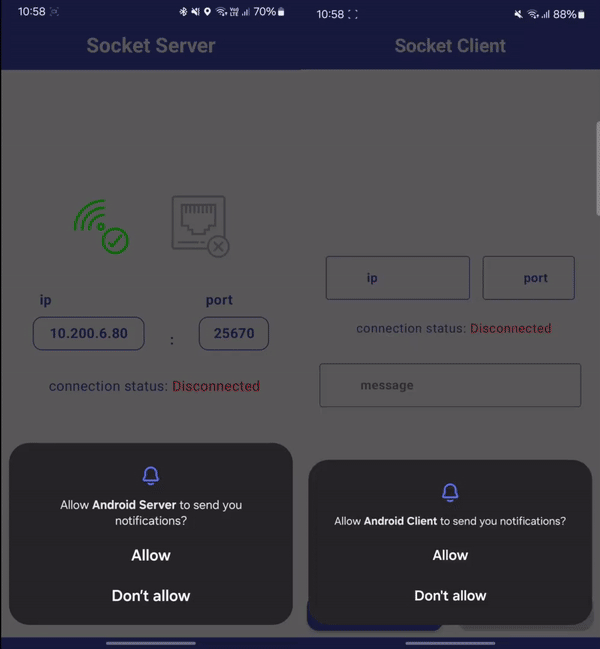 10:58
70%
Socket Server
ip
port
10.200.6.80
:
25670
connection status: Disconnected
Allow Android Server to send you
notifications?
Allow
Don't allow
10:58
88%
Socket Client
ip
port
connection status: Disconnected
message
Allow Android Client to send you notifications?
Allow
Don't allow